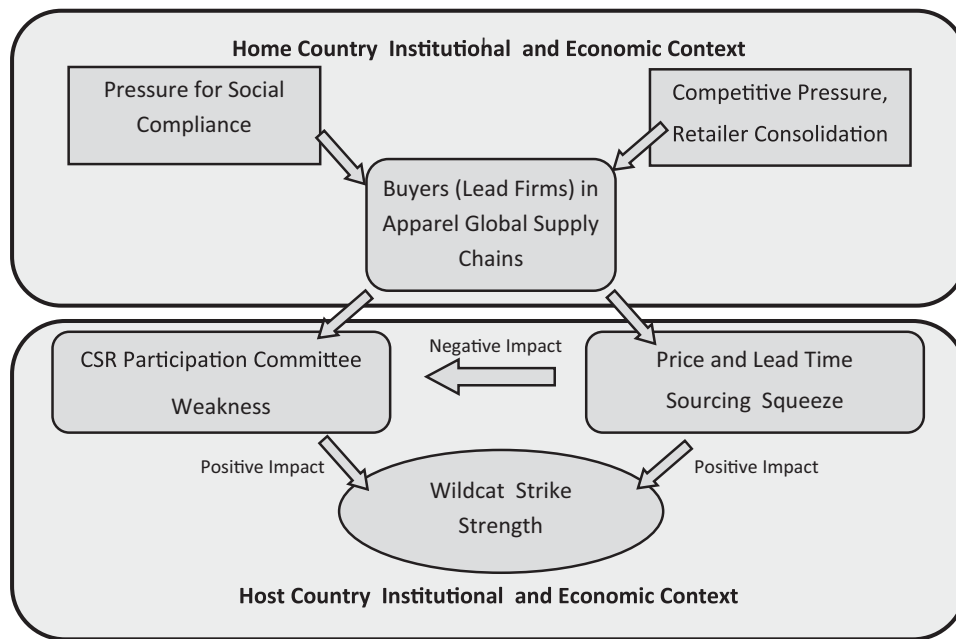 Home Country Institutional and Economic Context
Pressure for Social
Compliance
Competitive Pressure,
Retailer Consolidation
Buyers (Lead Firms) in
Apparel Global Supply
Chains
CSR Participation Committee
Weakness
Negative Impact
Price and Lead Time
Sourcing Squeeze
Positive Impact
Positive Impact
Wildcat Strike
Strength
Host Country Institutional and Economic Context